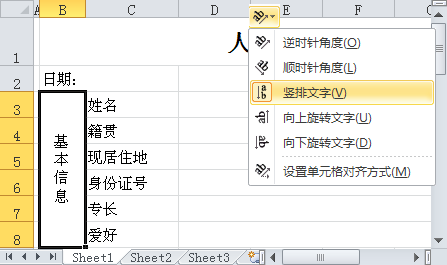 A B C D E F G
1 人
2 日期：
3 姓名
4 籍贯
5 现居住地
6 身份证号
7 专长
8 爱好
基本信息
逆时针角度(O)
顺时针角度(L)
竖排文字(V)
向上旋转文字(U)
向下旋转文字(D)
设置单元格对齐方式(M)
Sheet1 Sheet2 Sheet3